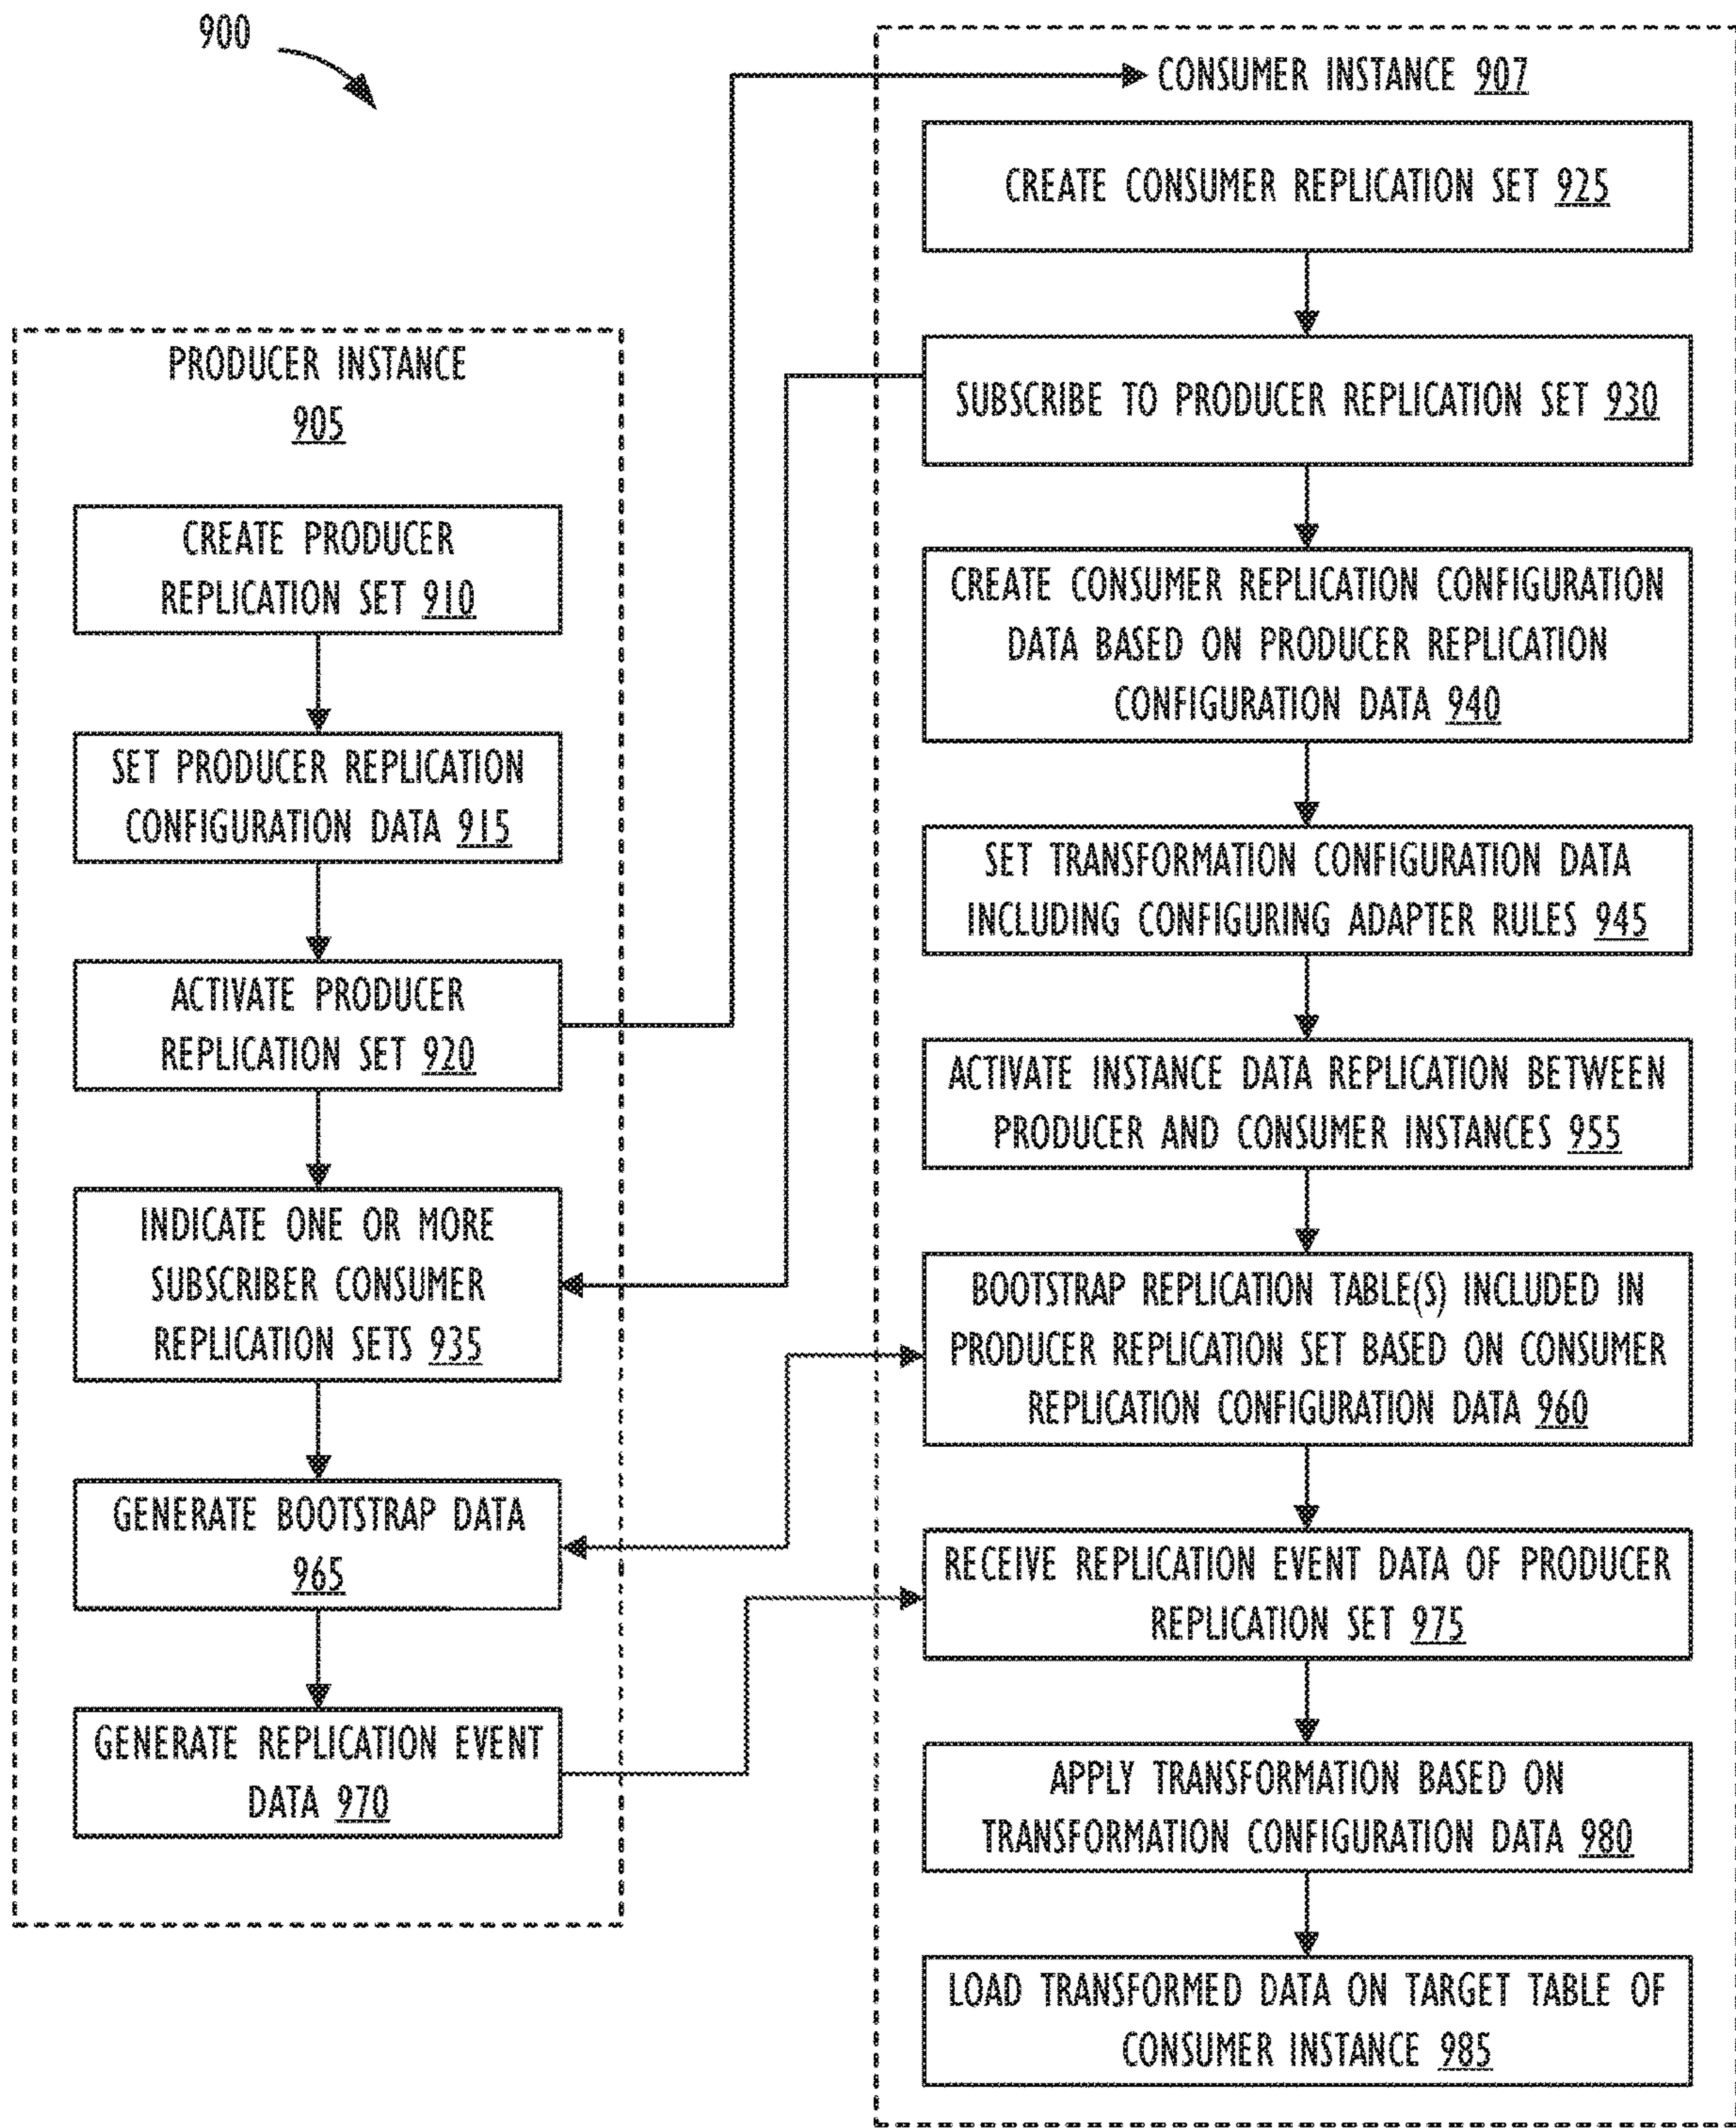 900
PRODUCER INSTANCE
905
CREATE PRODUCER
REPLICATION SET 910
SET PRODUCER REPLICATION
CONFIGURATION DATA 915
ACTIVATE PRODUCER
REPLICATION SET 920
INDICATE ONE OR MORE
SUBSCRIBER CONSUMER
REPLICATION SETS 935
GENERATE BOOTSTRAP DATA
965
GENERATE REPLICATION EVENT
DATA 970
CONSUMER INSTANCE 907
CREATE CONSUMER REPLICATION SET 925
SUBSCRIBE TO PRODUCER REPLICATION SET 930
CREATE CONSUMER REPLICATION CONFIGURATION
DATA BASED ON PRODUCER REPLICATION
CONFIGURATION DATA 940
SET TRANSFORMATION CONFIGURATION DATA
INCLUDING CONFIGURING ADAPTER RULES 945
ACTIVATE INSTANCE DATA REPLICATION BETWEEN
PRODUCER AND CONSUMER INSTANCES 955
BOOTSTRAP REPLICATION TABLE(S) INCLUDED IN
PRODUCER REPLICATION SET BASED ON CONSUMER
REPLICATION CONFIGURATION DATA 960
RECEIVE REPLICATION EVENT DATA OF PRODUCER
REPLICATION SET 975
APPLY TRANSFORMATION BASED ON
TRANSFORMATION CONFIGURATION DATA 980
LOAD TRANSFORMED DATA ON TARGET TABLE OF
CONSUMER INSTANCE 985